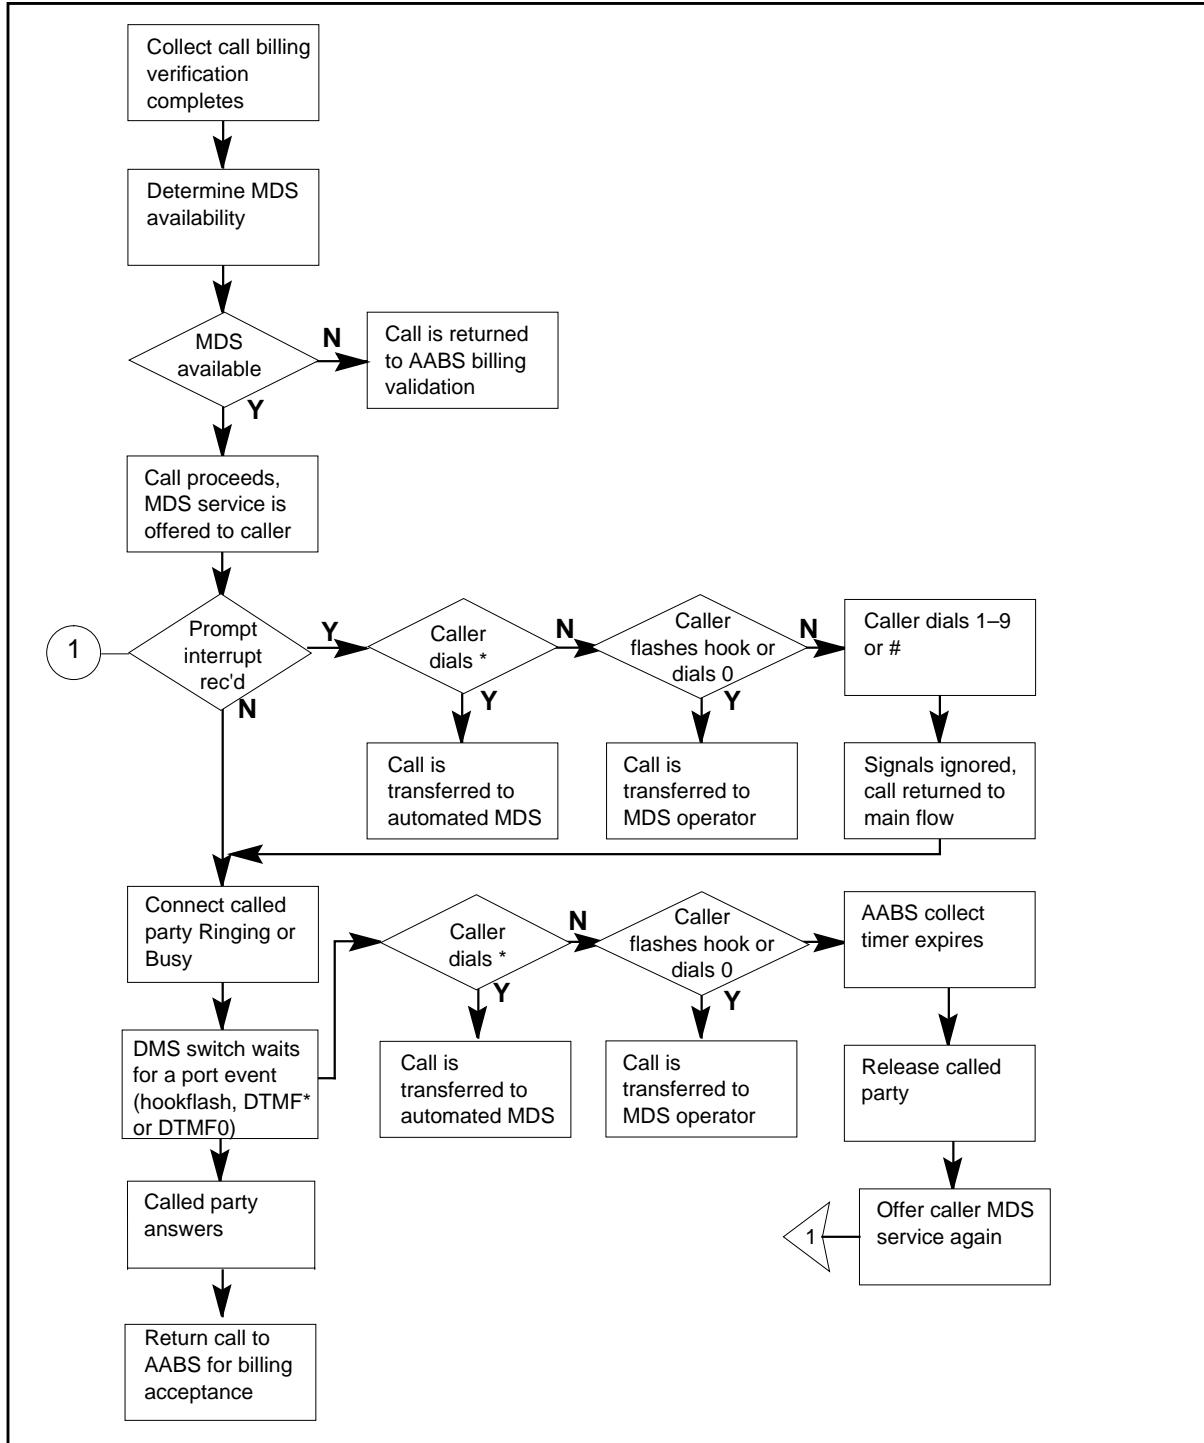 Collect call billing
verification
completes
Determine MDS
availability
MDS
available
N
Y
Call is returned
to AABS billing
validation
Call proceeds,
MDS service is
offered to caller
1
Prompt
interrupt
rec'd
Y
N
Caller
dials *
N
Y
Caller
flashes hook or
dials 0
N
Y
Caller dials 1–9
or #
Call is
transferred to
automated MDS
Call is
transferred to
MDS operator
Signals ignored,
call returned to
main flow
Connect called
party Ringing or
Busy
Caller
dials *
N
Y
Caller
flashes hook or
dials 0
Y
AABS collect
timer expires
DMS switch waits
for a port event
(hookflash, DTMF*
or DTMF0)
Call is
transferred to
automated MDS
Call is
transferred to
MDS operator
Release called
party
Called party
answers
1
Offer caller MDS
service again
Return call to
AABS for billing
acceptance